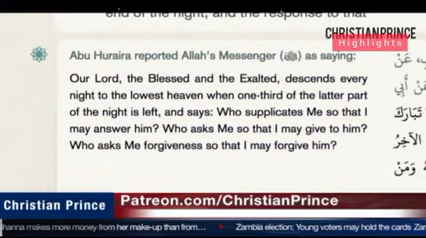 end of the night, and the response to that
CHRISTIANPRINCE
Highlights
Abu Huraira reported Allah's Messenger (ﷺ) as saying:
Our Lord, the Blessed and the Exalted, descends every
night to the lowest heaven when one-third of the latter part
of the night is left, and says: Who supplicates Me so that I
may answer him? Who asks Me so that I may give to him?
Who asks Me forgiveness so that I may forgive him?
عَنْ
أَبِي
تَبَارَكَ
الآخِرُ
وَمَنْ
Christian Prince
Patreon.com/ChristianPrince
hanna makes more money from her make-up than from...
Zambia election: Young voters may hold the cards